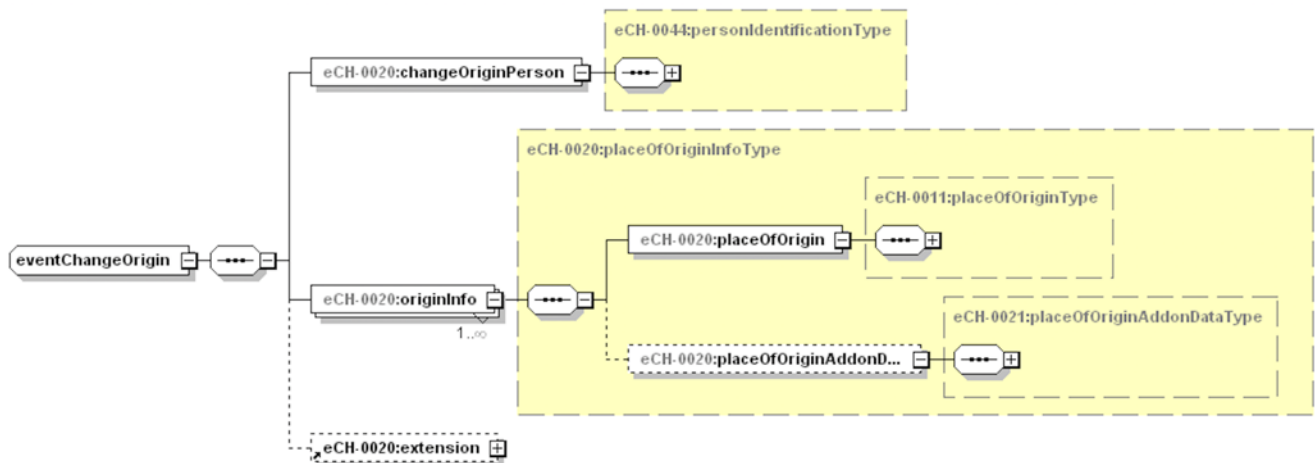 eCH-0044:personIdentificationType
eCH-0020:changeOriginPerson
eCH-0020:placeOfOriginInfoType
eCH-0011:placeOfOriginType
eCH-0020:placeOfOrigin
eventChangeOrigin
eCH-0020:originInfo
1..∞
eCH-0021:placeOfOriginAddonDataType
eCH-0020:placeOfOriginAddonD...
eCH-0020:extension